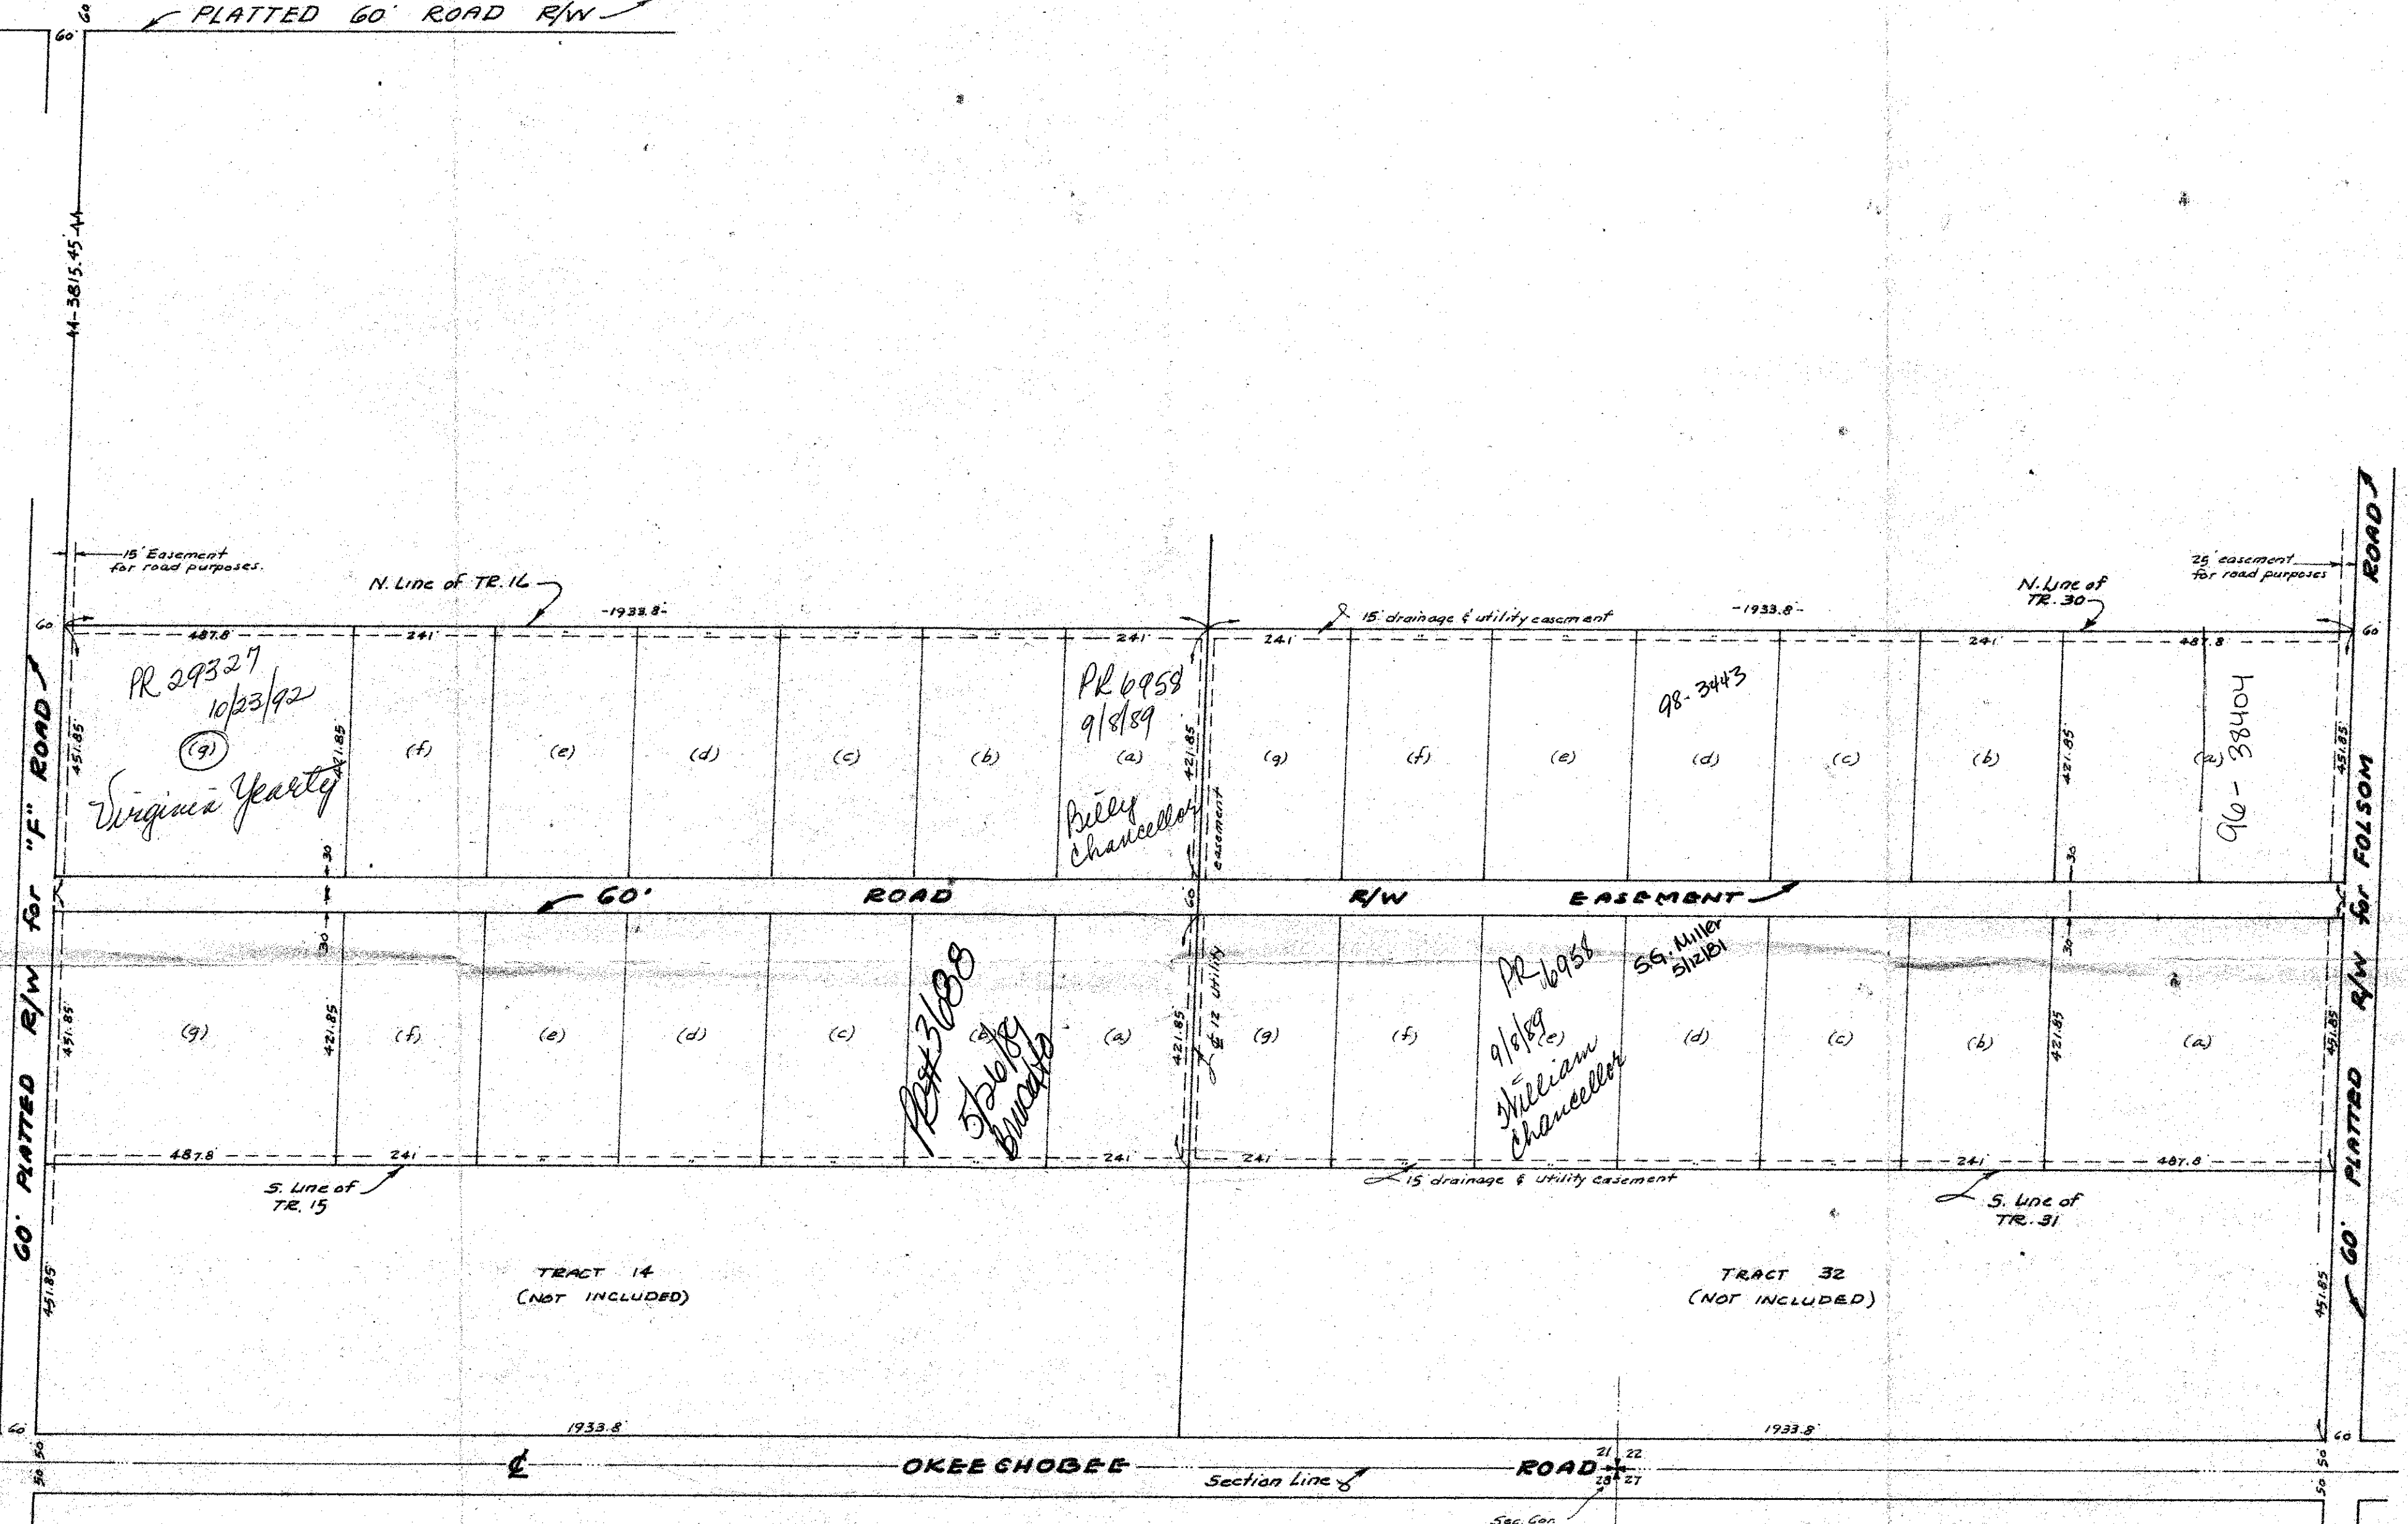 PLATTED 60' ROAD R/W
60
60
44-3815.45'44
15' Easement
for road purposes.
N. Line of TR. 16
-1933.8-
15' drainage & utility easement
-1933.8-
N. Line of
TR. 30
25' easement
for road purposes
ROAD
60
60
487.8 241 241' 241' 241 487.8
PR 29327
10/23/92
(g)
Virginia Yearty
451.85
421.85
(f) (e) (d) (c) (b)
PR 6958
9/8/89
(a)
Billy
Chancellor
421.85
easement
(g) (f) (e)
98-3443
(d) (c) (b)
421.85
(a)
96-38404
451.85
30
30
60' ROAD R/W EASEMENT
60
30
30
451.85
(g)
421.85
(f) (e) (d) (c)
PR#3688
5/26/89
(b)
(a)
421.85
₵ 12 utility
(g) (f)
PR 6958
9/8/89
(e)
William
Chancellor
S.G. Miller
5/12/81
(d) (c) (b)
421.85
(a)
451.85
487.8 241 241' 241' 241' 487.8
S. Line of
TR. 15
15' drainage & utility easement
S. Line of
TR. 31
60' PLATTED R/W for "F" ROAD
60' PLATTED R/W for FOLSOM
451.85
TRACT 14
(NOT INCLUDED)
TRACT 32
(NOT INCLUDED)
451.85
60
1933.8'
1933.8'
60
50 50
₵ OKEECHOBEE ROAD
Section Line
21 22
28 27
50 50
Sec. Cor.